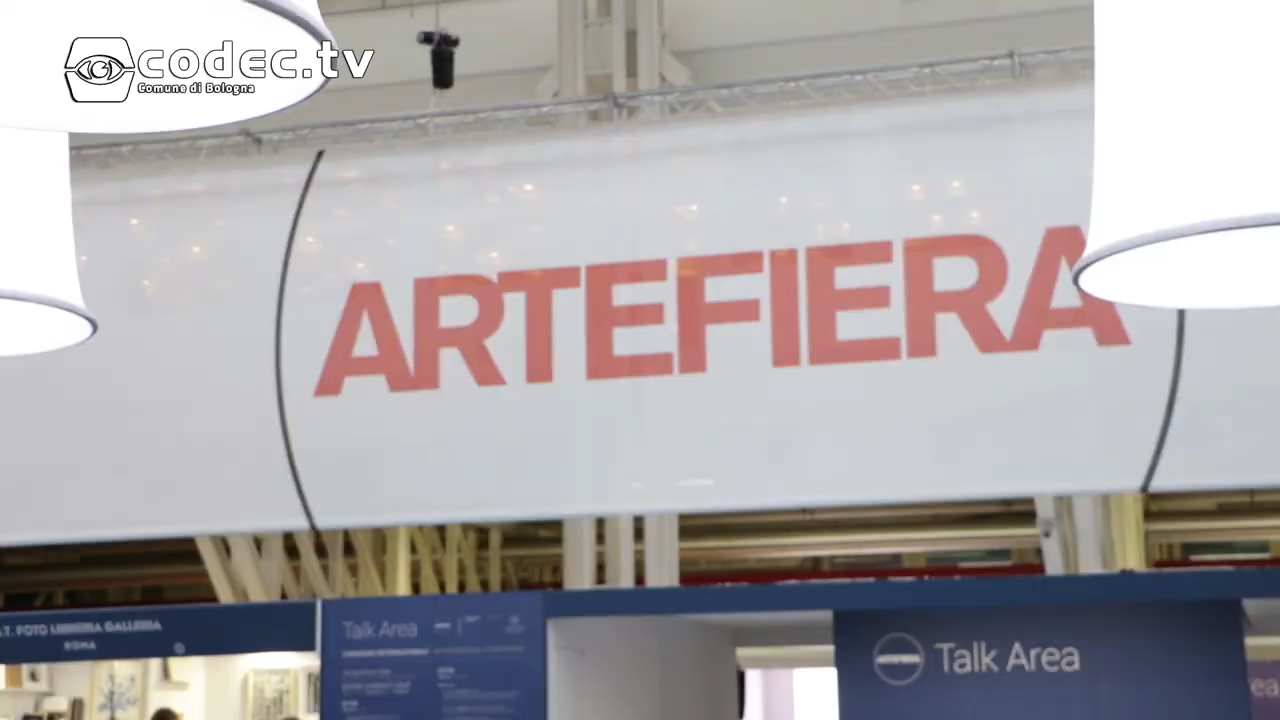 codec.tv
Comune di Bologna
ARTEFIERA
.T. FOTO LIBRERIA GALLERIA
ROMA
Talk Area
Talk Area